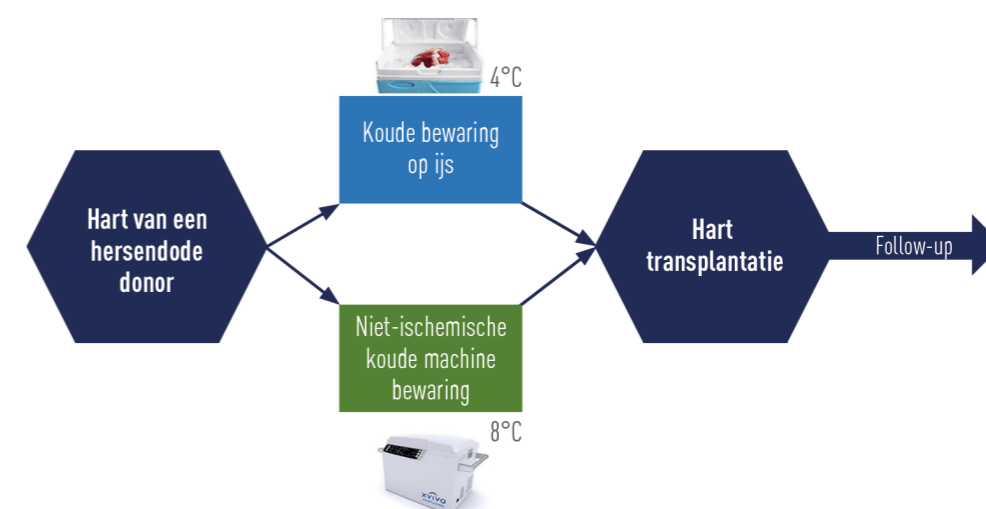 4°C
Koude bewaring
op ijs
Hart van een
hersendode
donor
Hart
transplantatie
Follow-up
Niet-ischemische
koude machine
bewaring
8°C
XVIVO